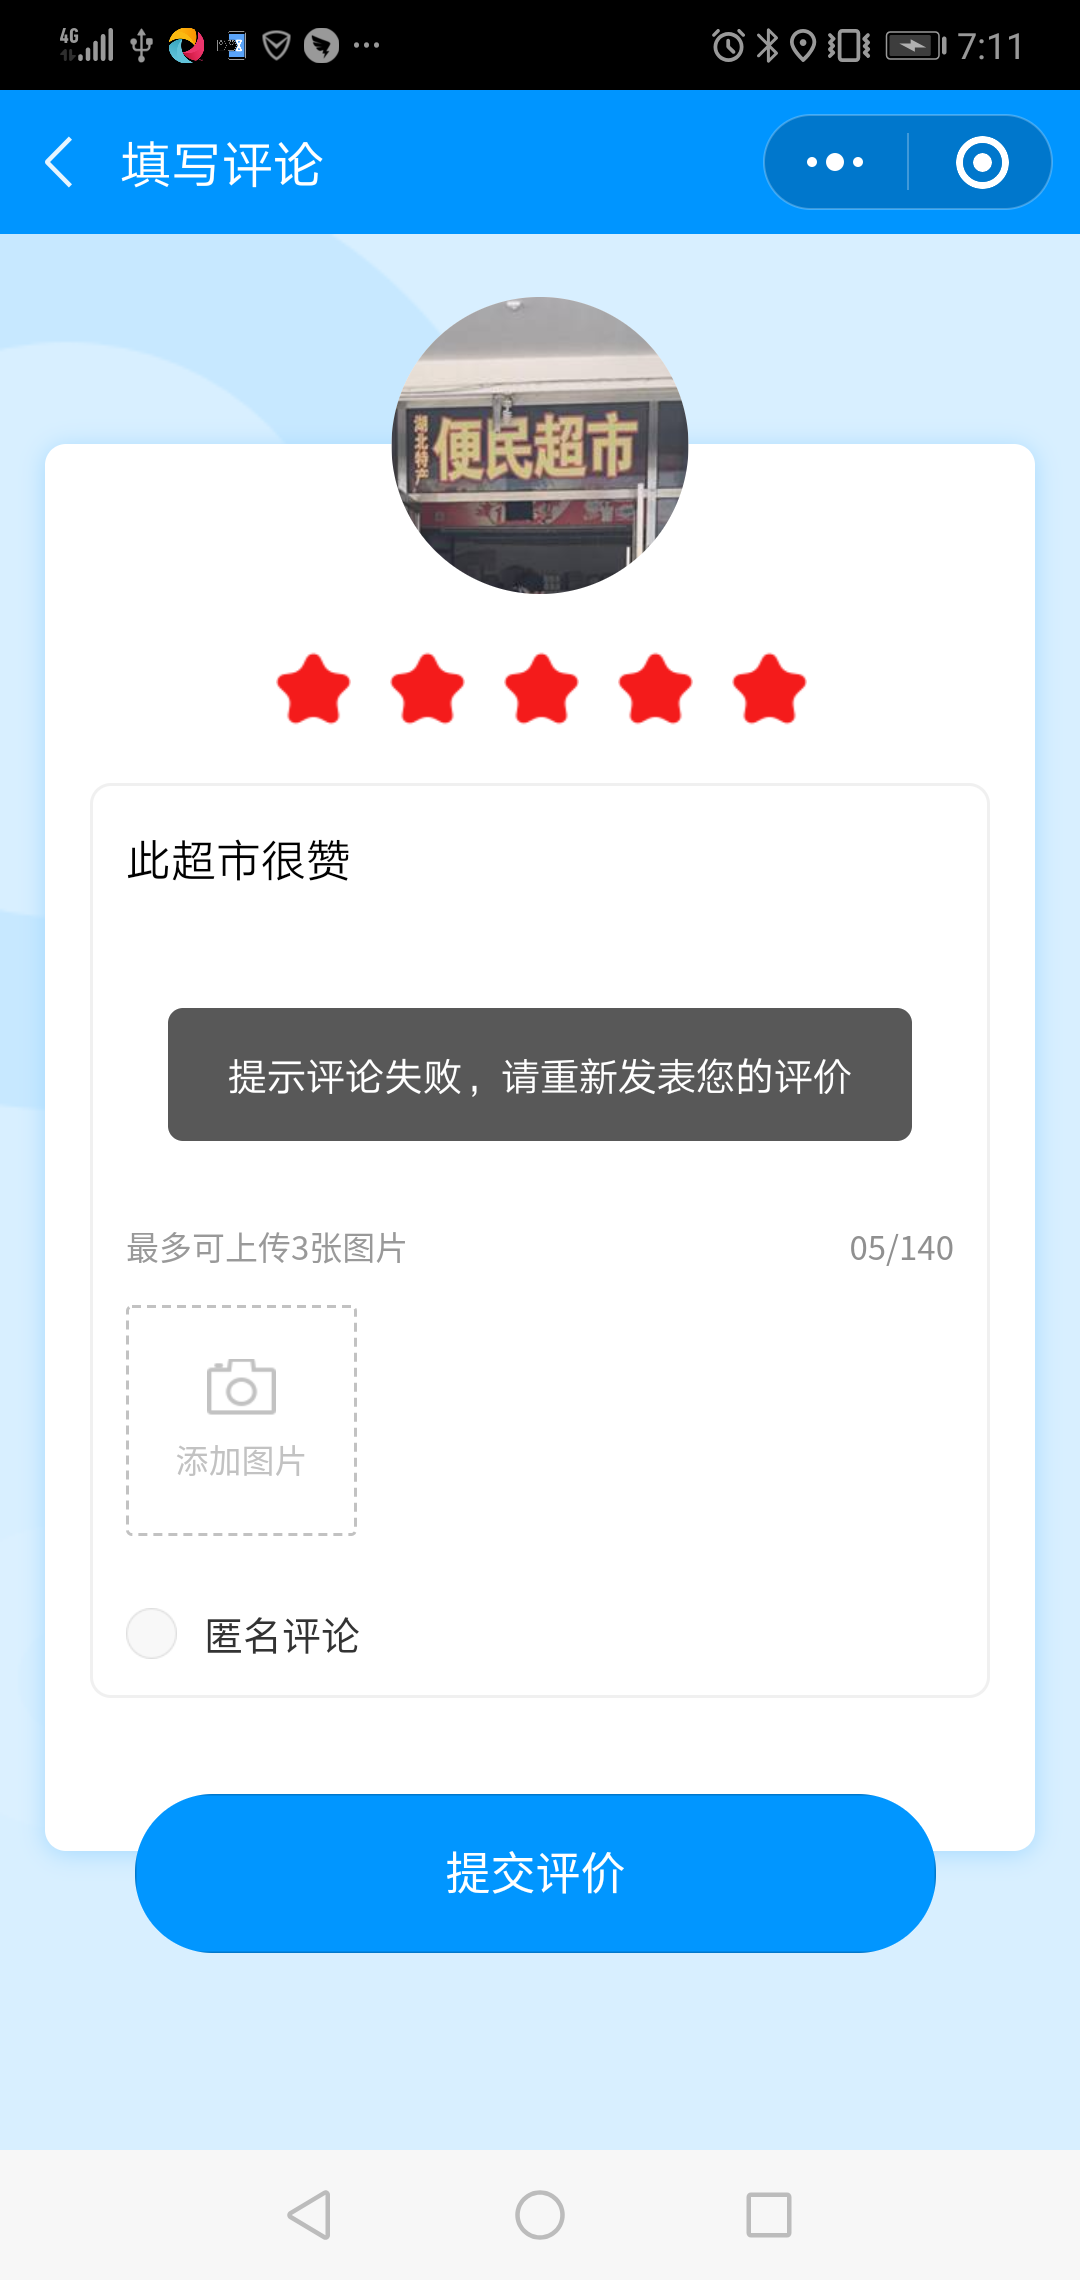 4G
7:11
填写评论
湖北特产
便民超市
此超市很赞
提示评论失败，请重新发表您的评价
最多可上传3张图片
05/140
添加图片
匿名评论
提交评价